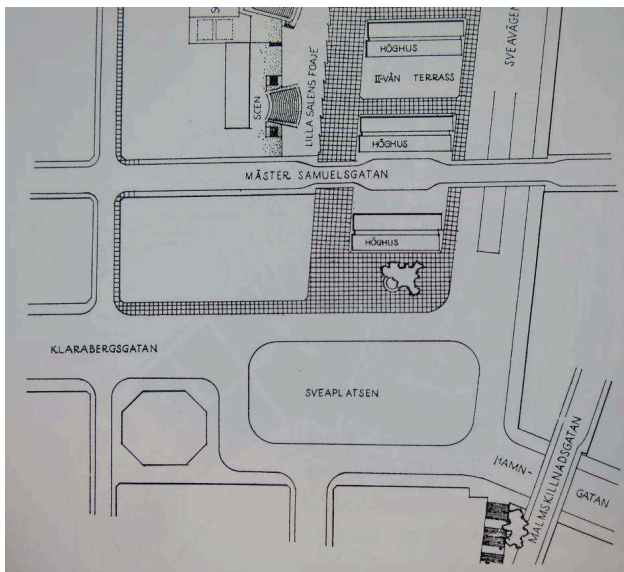 SVEAVÄGEN
HÖGHUS
II-VÅN TERRASS
LILLA SALENS FOAJÉ
SCEN
HÖGHUS
MÄSTER SAMUELSGATAN
HÖGHUS
KLARABERGSGATAN
SVEAPLATSEN
HAMN-
GATAN
MALMSKILLNADSGATAN